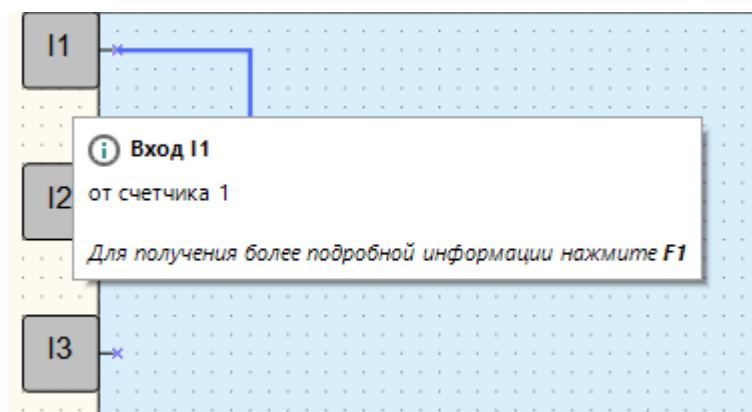 I1
Вход I1
I2
от счетчика 1
Для получения более подробной информации нажмите F1
I3